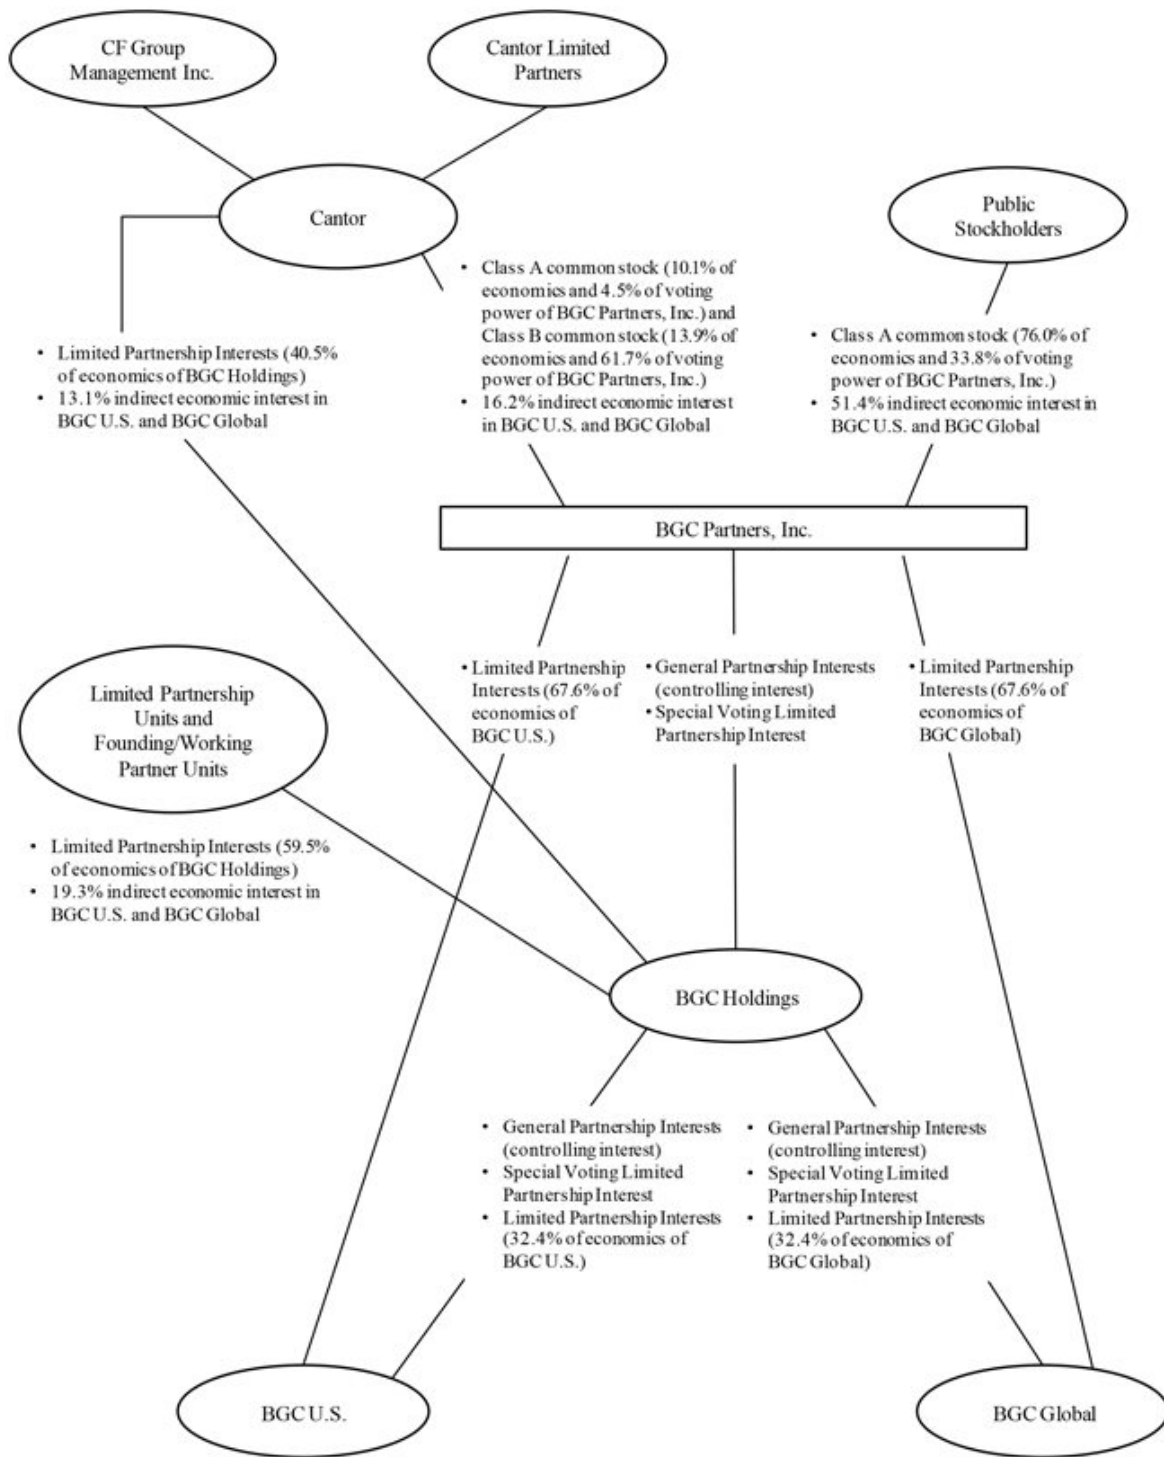 CF Group
Management Inc.
Cantor Limited
Partners
Cantor
Public
Stockholders
• Class A common stock (10.1% of
economics and 4.5% of voting
power of BGC Partners, Inc.) and
Class B common stock (13.9% of
economics and 61.7% of voting
power of BGC Partners, Inc.)
• 16.2% indirect economic interest
in BGC U.S. and BGC Global
• Class A common stock (76.0% of
economics and 33.8% of voting
power of BGC Partners, Inc.)
• 51.4% indirect economic interest in
BGC U.S. and BGC Global
• Limited Partnership Interests (40.5%
of economics of BGC Holdings)
• 13.1% indirect economic interest in
BGC U.S. and BGC Global
BGC Partners, Inc.
• Limited Partnership
Interests (67.6% of
economics of
BGC U.S.)
• General Partnership Interests
(controlling interest)
• Special Voting Limited
Partnership Interest
• Limited Partnership
Interests (67.6% of
economics of
BGC Global)
Limited Partnership
Units and
Founding/Working
Partner Units
• Limited Partnership Interests (59.5%
of economics of BGC Holdings)
• 19.3% indirect economic interest in
BGC U.S. and BGC Global
BGC Holdings
• General Partnership Interests
(controlling interest)
• Special Voting Limited
Partnership Interest
• Limited Partnership Interests
(32.4% of economics of
BGC U.S.)
• General Partnership Interests
(controlling interest)
• Special Voting Limited
Partnership Interest
• Limited Partnership Interests
(32.4% of economics of
BGC Global)
BGC U.S.
BGC Global